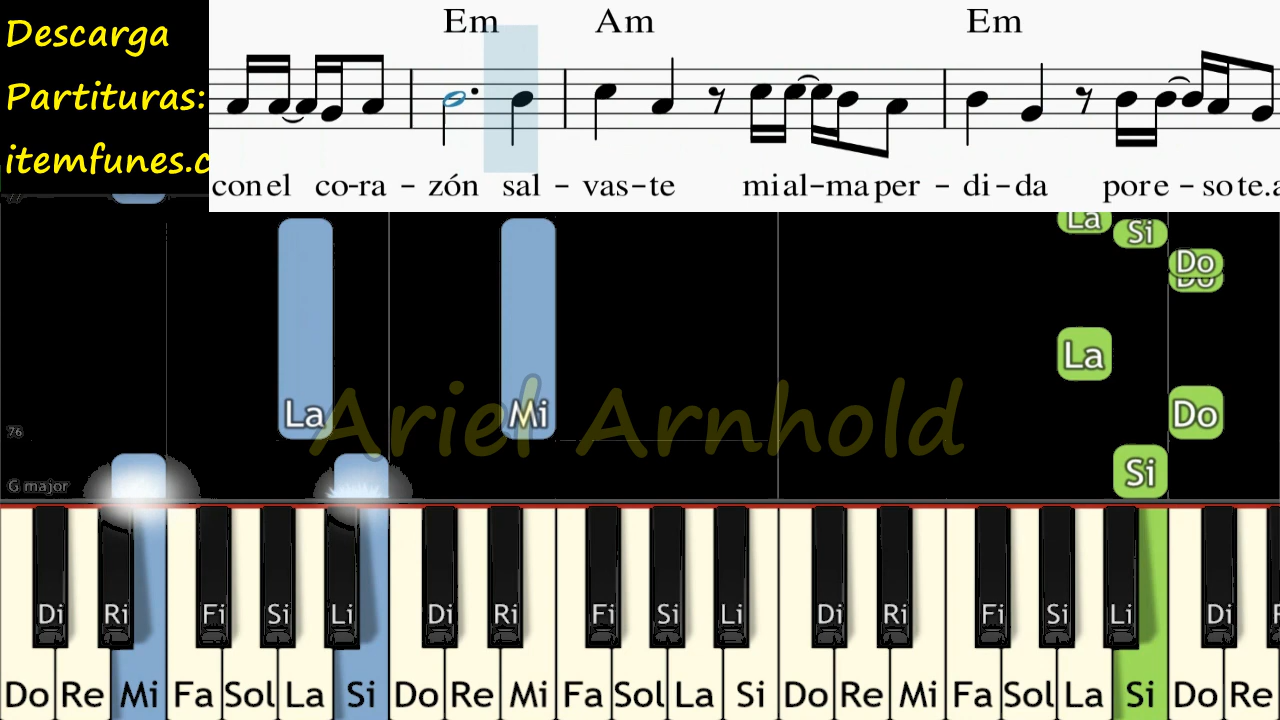 Descarga
Partituras:
itemfunes.c
Em Am Em
con el co-ra - zón sal - vas-te mi al-ma per - di-da por e - so te.a
La Si
Do
Do
La
La Mi Do
Ariel Arnhold
76
Si
G major
Di Ri Fi Si Li Di Ri Fi Si Li Di Ri Fi Si Li Di
Do Re Mi Fa Sol La Si Do Re Mi Fa Sol La Si Do Re Mi Fa Sol La Si Do Re